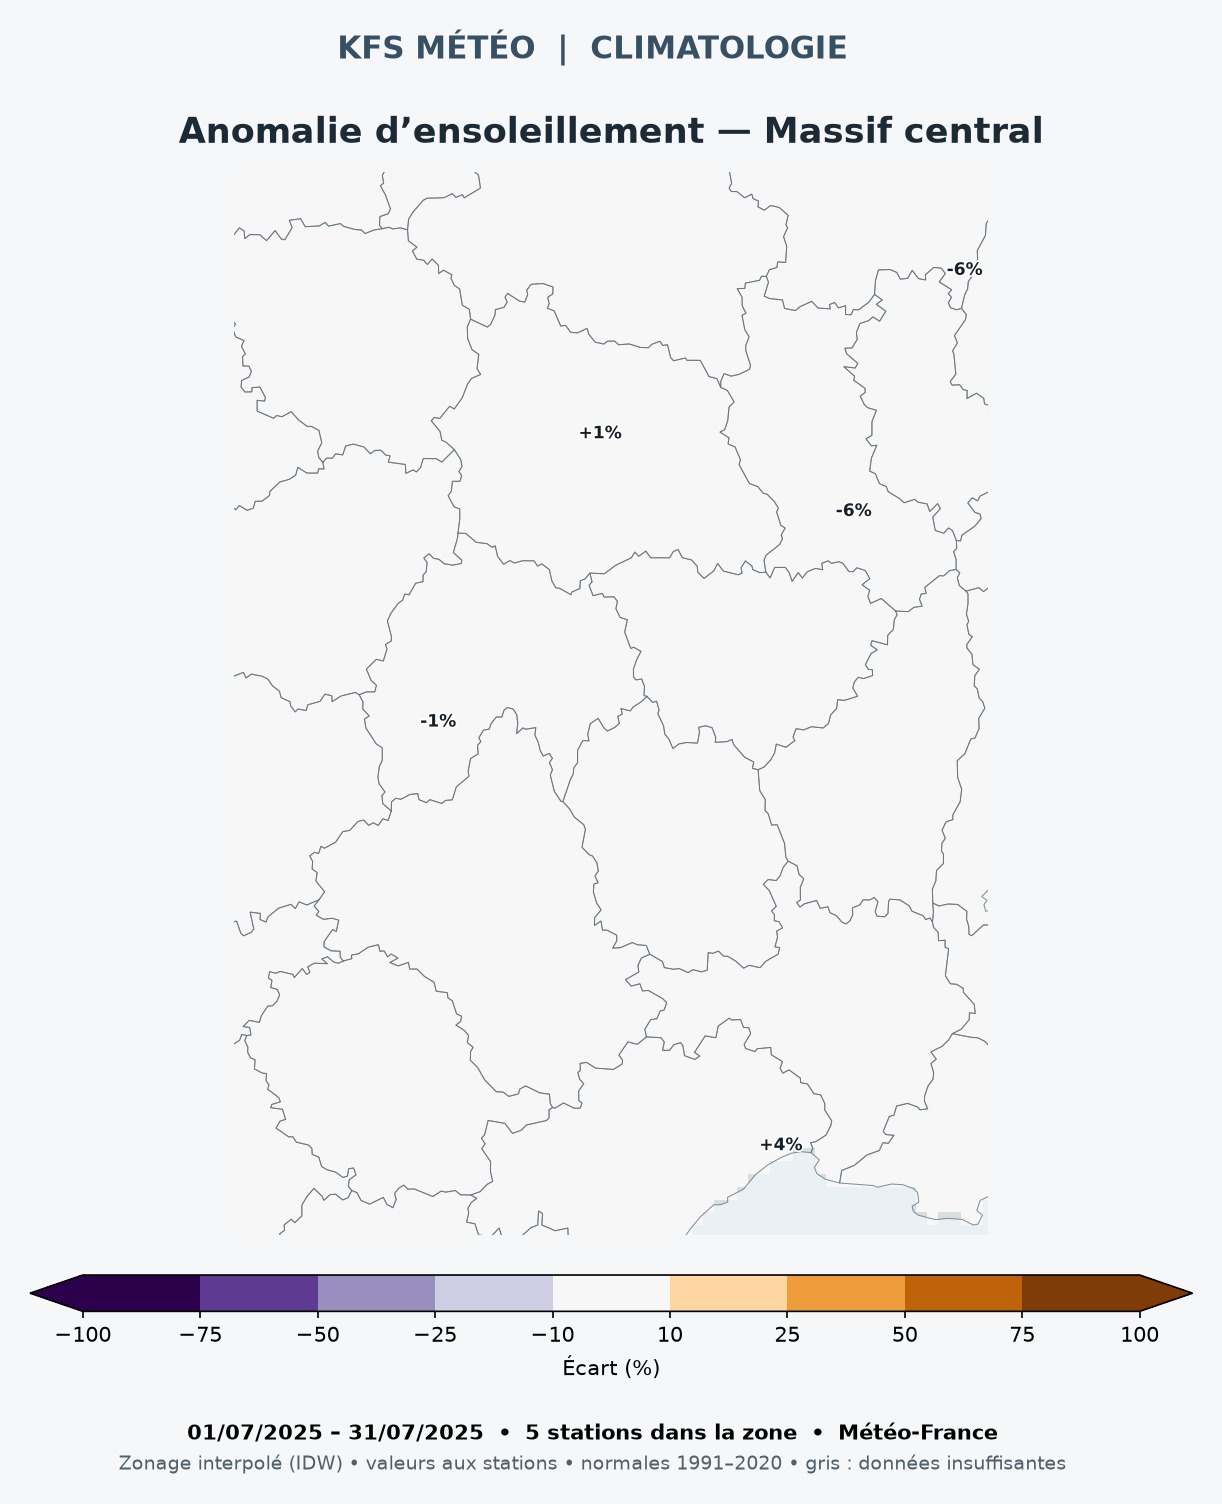 KFS MÉTÉO | CLIMATOLOGIE
Anomalie d’ensoleillement — Massif central
-6%
+1%
-6%
-1%
+4%
−100 −75 −50 −25 −10 10 25 50 75 100
Écart (%)
01/07/2025 – 31/07/2025 • 5 stations dans la zone • Météo-France
Zonage interpolé (IDW) • valeurs aux stations • normales 1991–2020 • gris : données insuffisantes